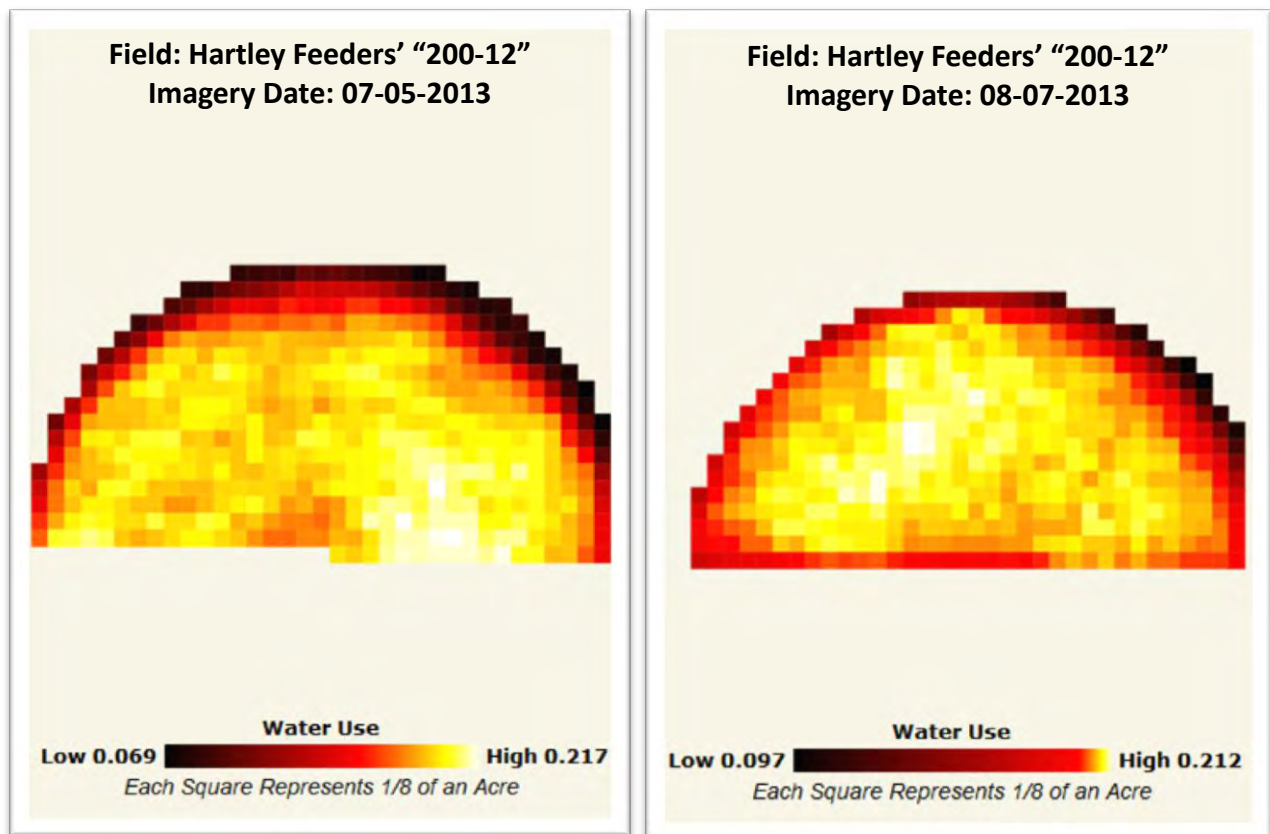 Field: Hartley Feeders’ “200-12”
Imagery Date: 07-05-2013
Water Use
Low 0.069 High 0.217
Each Square Represents 1/8 of an Acre
Field: Hartley Feeders’ “200-12”
Imagery Date: 08-07-2013
Water Use
Low 0.097 High 0.212
Each Square Represents 1/8 of an Acre